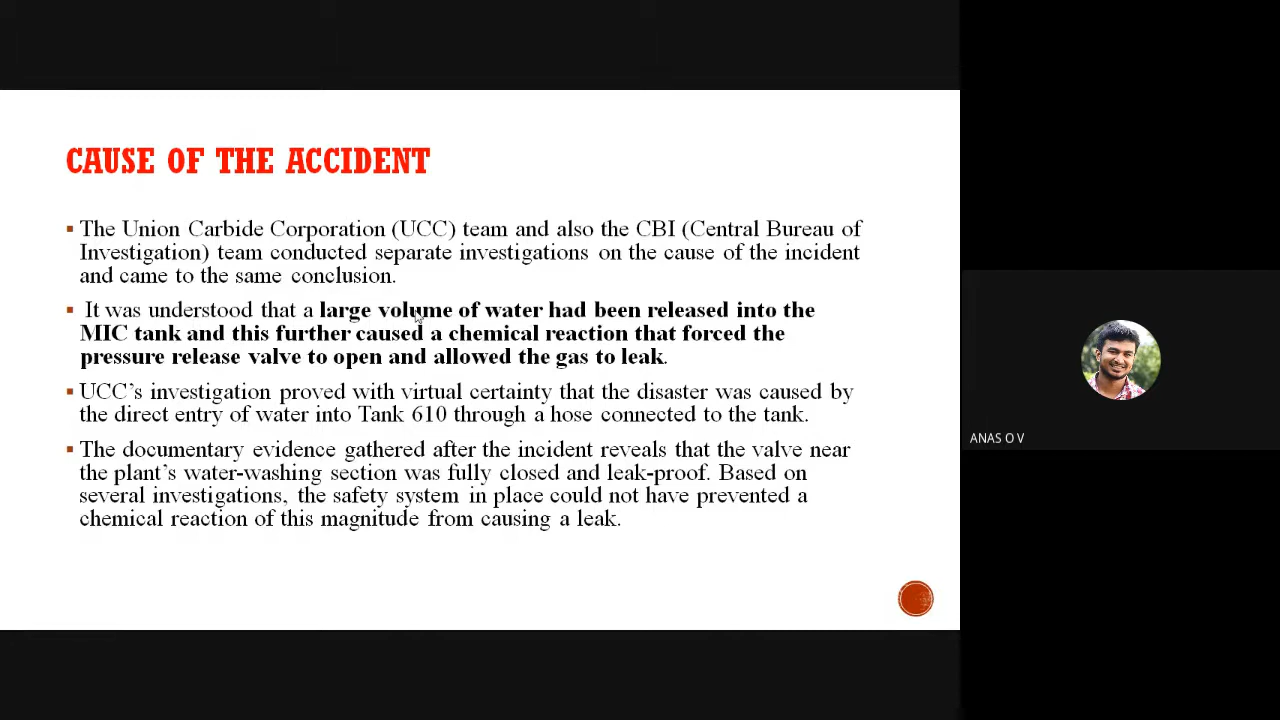 CAUSE OF THE ACCIDENT
▪ The Union Carbide Corporation (UCC) team and also the CBI (Central Bureau of
Investigation) team conducted separate investigations on the cause of the incident
and came to the same conclusion.
▪ It was understood that a large volume of water had been released into the
MIC tank and this further caused a chemical reaction that forced the
pressure release valve to open and allowed the gas to leak.
▪ UCC’s investigation proved with virtual certainty that the disaster was caused by
the direct entry of water into Tank 610 through a hose connected to the tank.
▪ The documentary evidence gathered after the incident reveals that the valve near
the plant’s water-washing section was fully closed and leak-proof. Based on
several investigations, the safety system in place could not have prevented a
chemical reaction of this magnitude from causing a leak.
ANAS O V